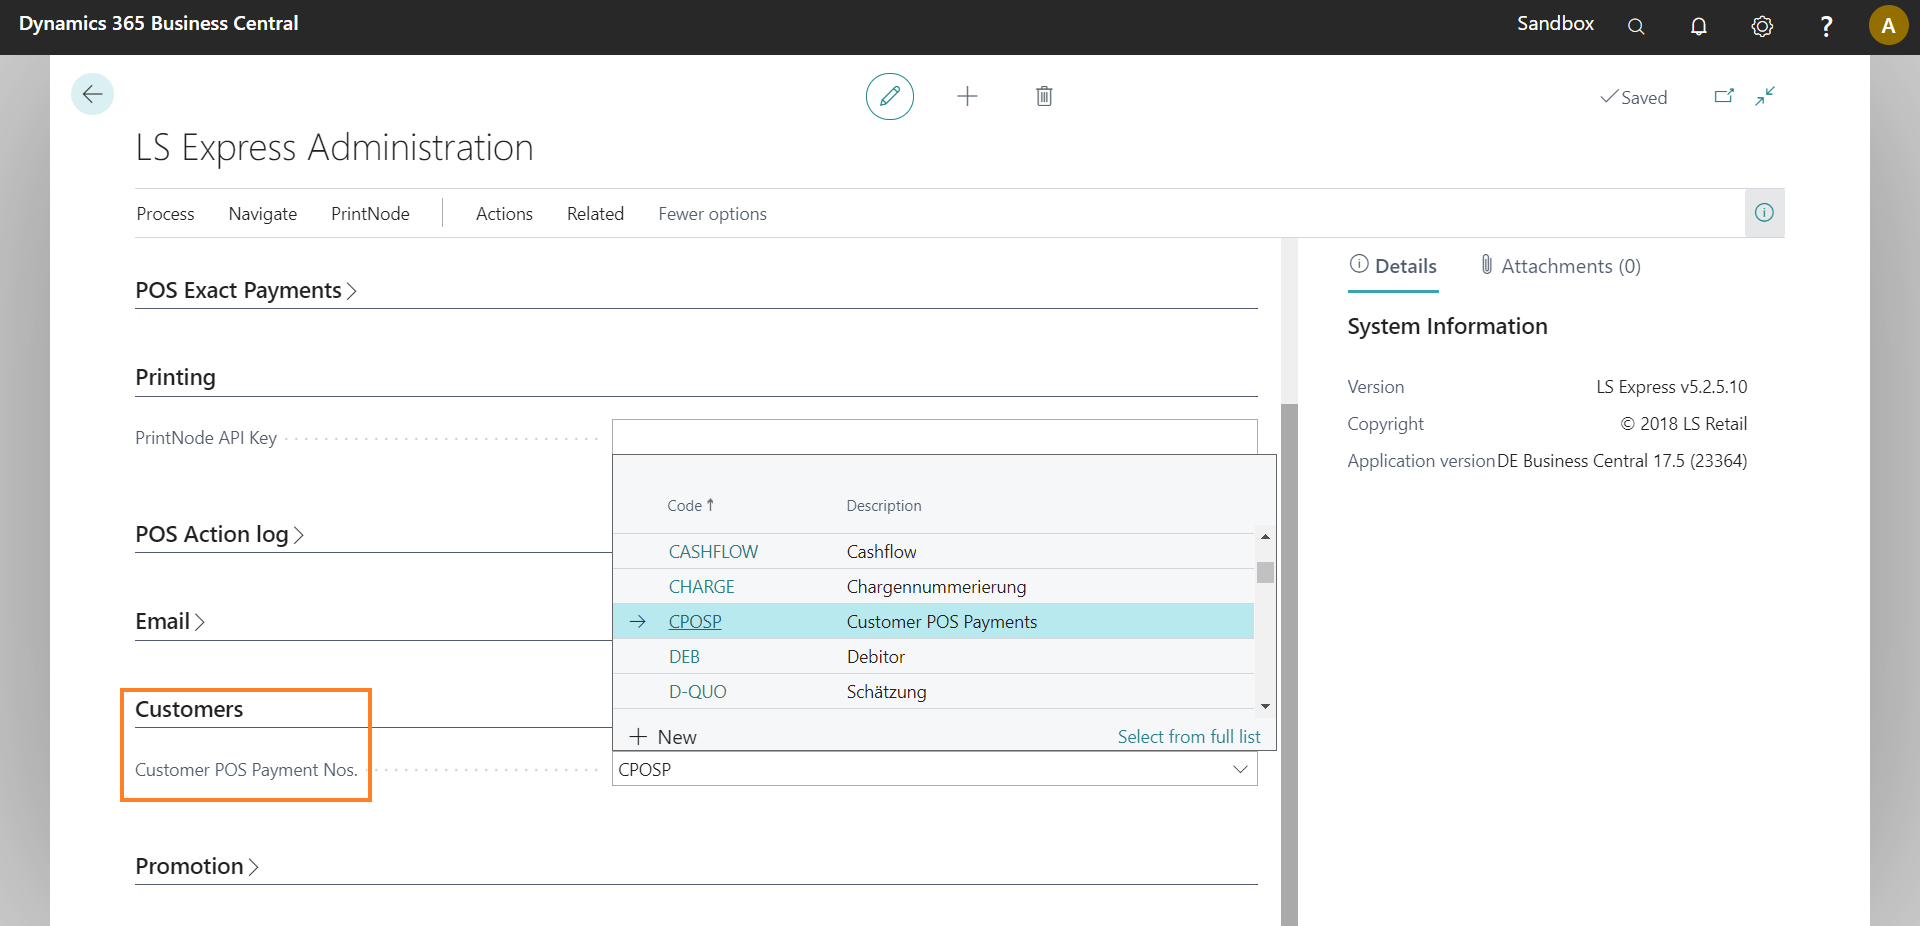 Dynamics 365 Business Central
Sandbox
?
A
Saved
LS Express Administration
Process Navigate PrintNode Actions Related Fewer options
POS Exact Payments
Printing
PrintNode API Key
Code ↑ Description
CASHFLOW Cashflow
CHARGE Chargennummerierung
→ CPOSP Customer POS Payments
DEB Debitor
D-QUO Schätzung
+ New Select from full list
POS Action log
Email
Customers
Customer POS Payment Nos. CPOSP
Promotion
Details Attachments (0)
System Information
Version LS Express v5.2.5.10
Copyright © 2018 LS Retail
Application version DE Business Central 17.5 (23364)